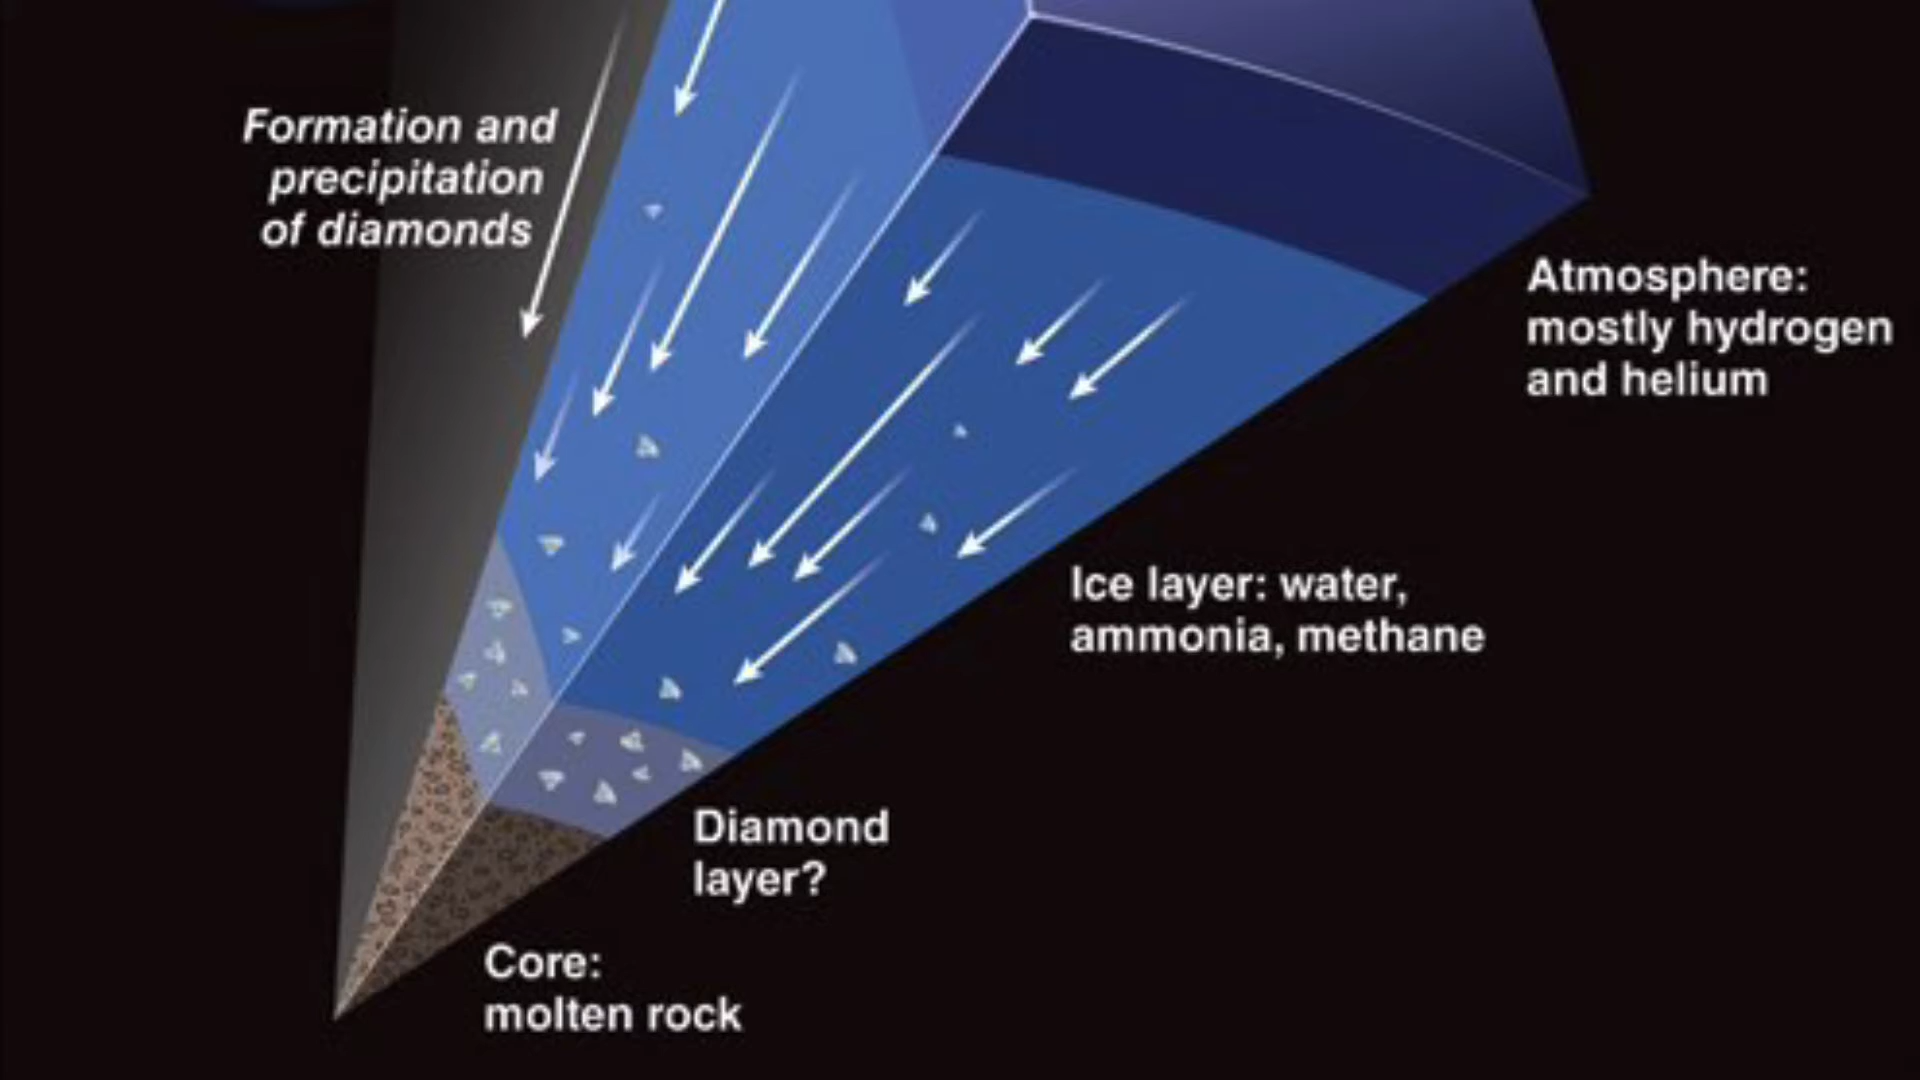 Formation and
precipitation
of diamonds
Atmosphere:
mostly hydrogen
and helium
Ice layer: water,
ammonia, methane
Diamond
layer?
Core:
molten rock